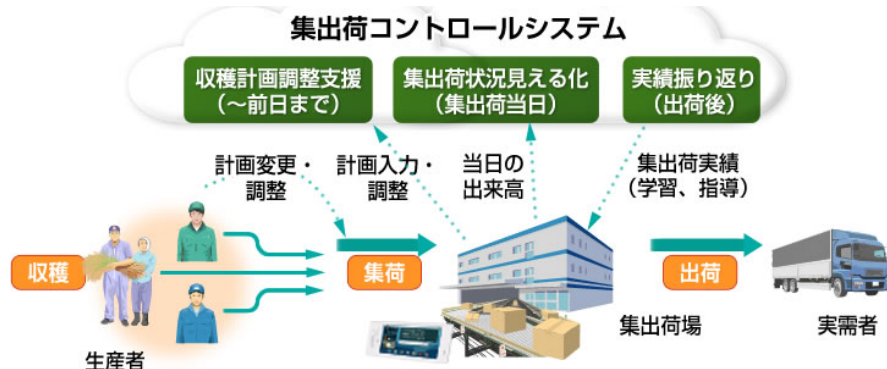 集出荷コントロールシステム
収穫計画調整支援
（～前日まで）
集出荷状況見える化
（集出荷当日）
実績振り返り
（出荷後）
計画変更・
調整
計画入力・
調整
当日の
出来高
集出荷実績
（学習、指導）
収穫
集荷
出荷
生産者
集出荷場
実需者